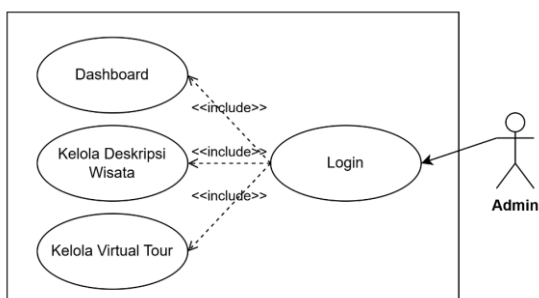 Dashboard
<<include>>
Kelola Deskripsi
Wisata
<<include>>
Login
<<include>>
Kelola Virtual Tour
Admin